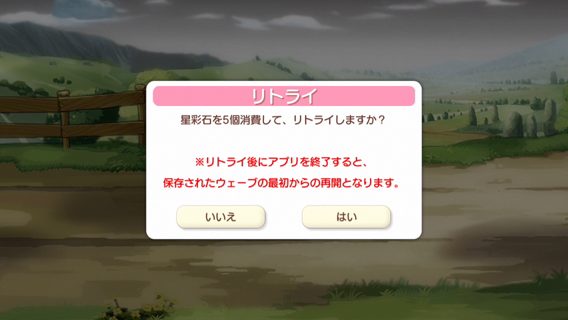 リトライ
星彩石を5個消費して、リトライしますか？
※リトライ後にアプリを終了すると、
保存されたウェーブの最初からの再開となります。
いいえ
はい